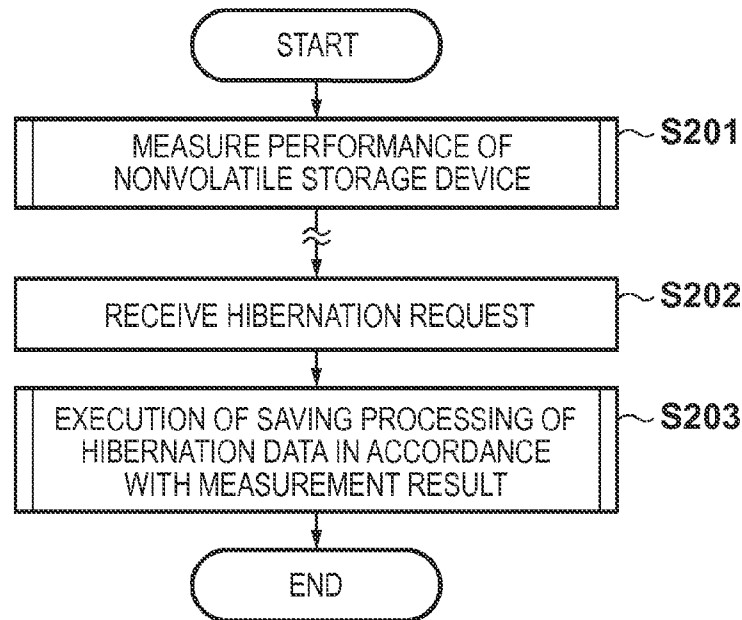 START
MEASURE PERFORMANCE OF
NONVOLATILE STORAGE DEVICE
S201
RECEIVE HIBERNATION REQUEST
S202
EXECUTION OF SAVING PROCESSING OF
HIBERNATION DATA IN ACCORDANCE
WITH MEASUREMENT RESULT
S203
END